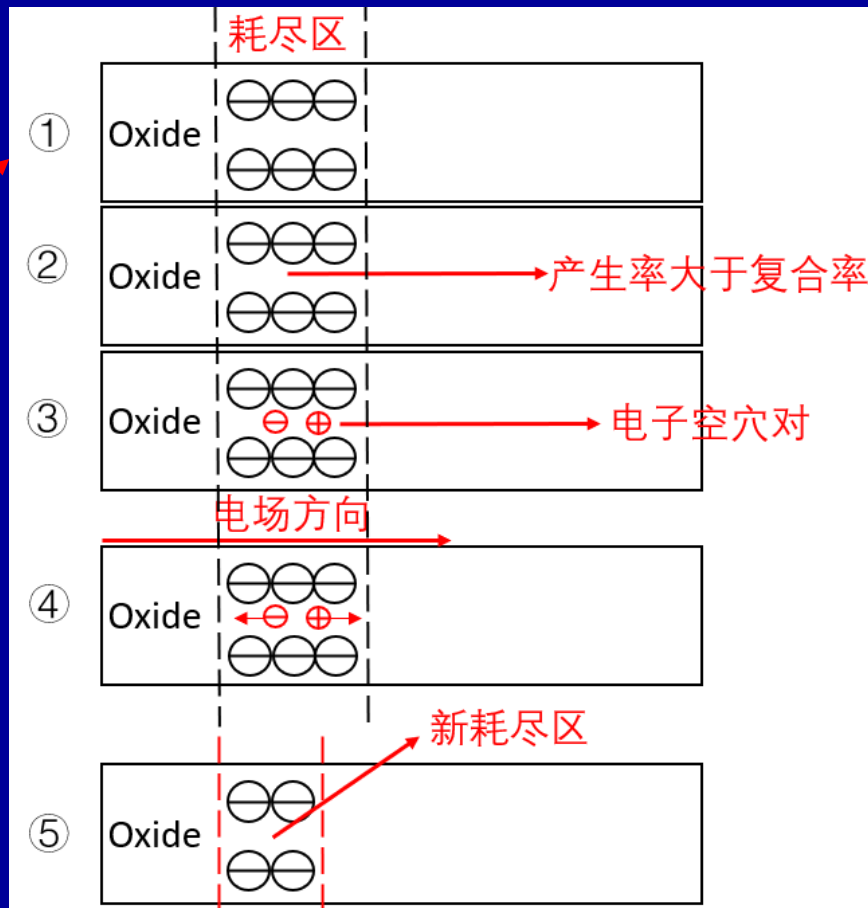 耗尽区
① Oxide
② Oxide 产生率大于复合率
③ Oxide 电子空穴对
电场方向
④ Oxide
新耗尽区
⑤ Oxide